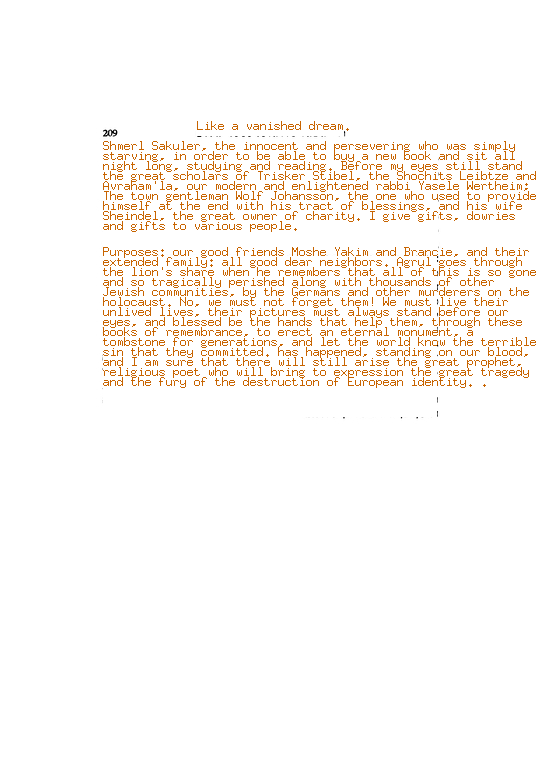 Like a vanished dream.
209
Shmerl Sakuler, the innocent and persevering who was simply
starving, in order to be able to buy a new book and sit all
night long, studying and reading. Before my eyes still stand
the great scholars of Trisker Stibel, the Shochits Leibtze and
Avraham'la, our modern and enlightened rabbi Yasele Wertheim;
The town gentleman Wolf Johansson, the one who used to provide
himself at the end with his tract of blessings, and his wife
Sheindel, the great owner of charity. I give gifts, dowries
and gifts to various people.
Purposes: our good friends Moshe Yakim and Brancie, and their
extended family: all good dear neighbors. Agrul goes through
the lion's share when he remembers that all of this is so gone
and so tragically perished along with thousands of other
Jewish communities, by the Germans and other murderers on the
holocaust. No, we must not forget them! We must live their
unlived lives, their pictures must always stand before our
eyes, and blessed be the hands that help them, through these
books of remembrance, to erect an eternal monument, a
tombstone for generations, and let the world know the terrible
sin that they committed, has happened, standing on our blood,
and I am sure that there will still arise the great prophet,
religious poet who will bring to expression the great tragedy
and the fury of the destruction of European identity. .